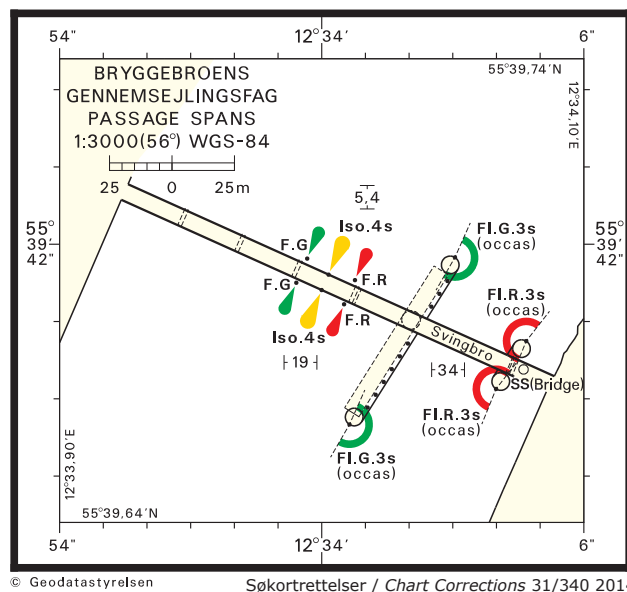 54" 12°34' 6"
BRYGGEBROENS
GENNEMSEJLINGSFAG
PASSAGE SPANS
1:3000(56°) WGS-84
25 0 25m
55°39,74'N
12°34,10'E
5,4
Iso.4s
F.G
F.R
Fl.G.3s
(occas)
55°
39'
42"
55°
39'
42"
F.G
F.R
Iso.4s
19
Svingbro
34
Fl.R.3s
(occas)
SS(Bridge)
Fl.R.3s
(occas)
Fl.G.3s
(occas)
12°33,90'E
55°39,64'N
54" 12°34' 6"
© Geodatastyrelsen
Søkortrettelser / Chart Corrections 31/340 2014